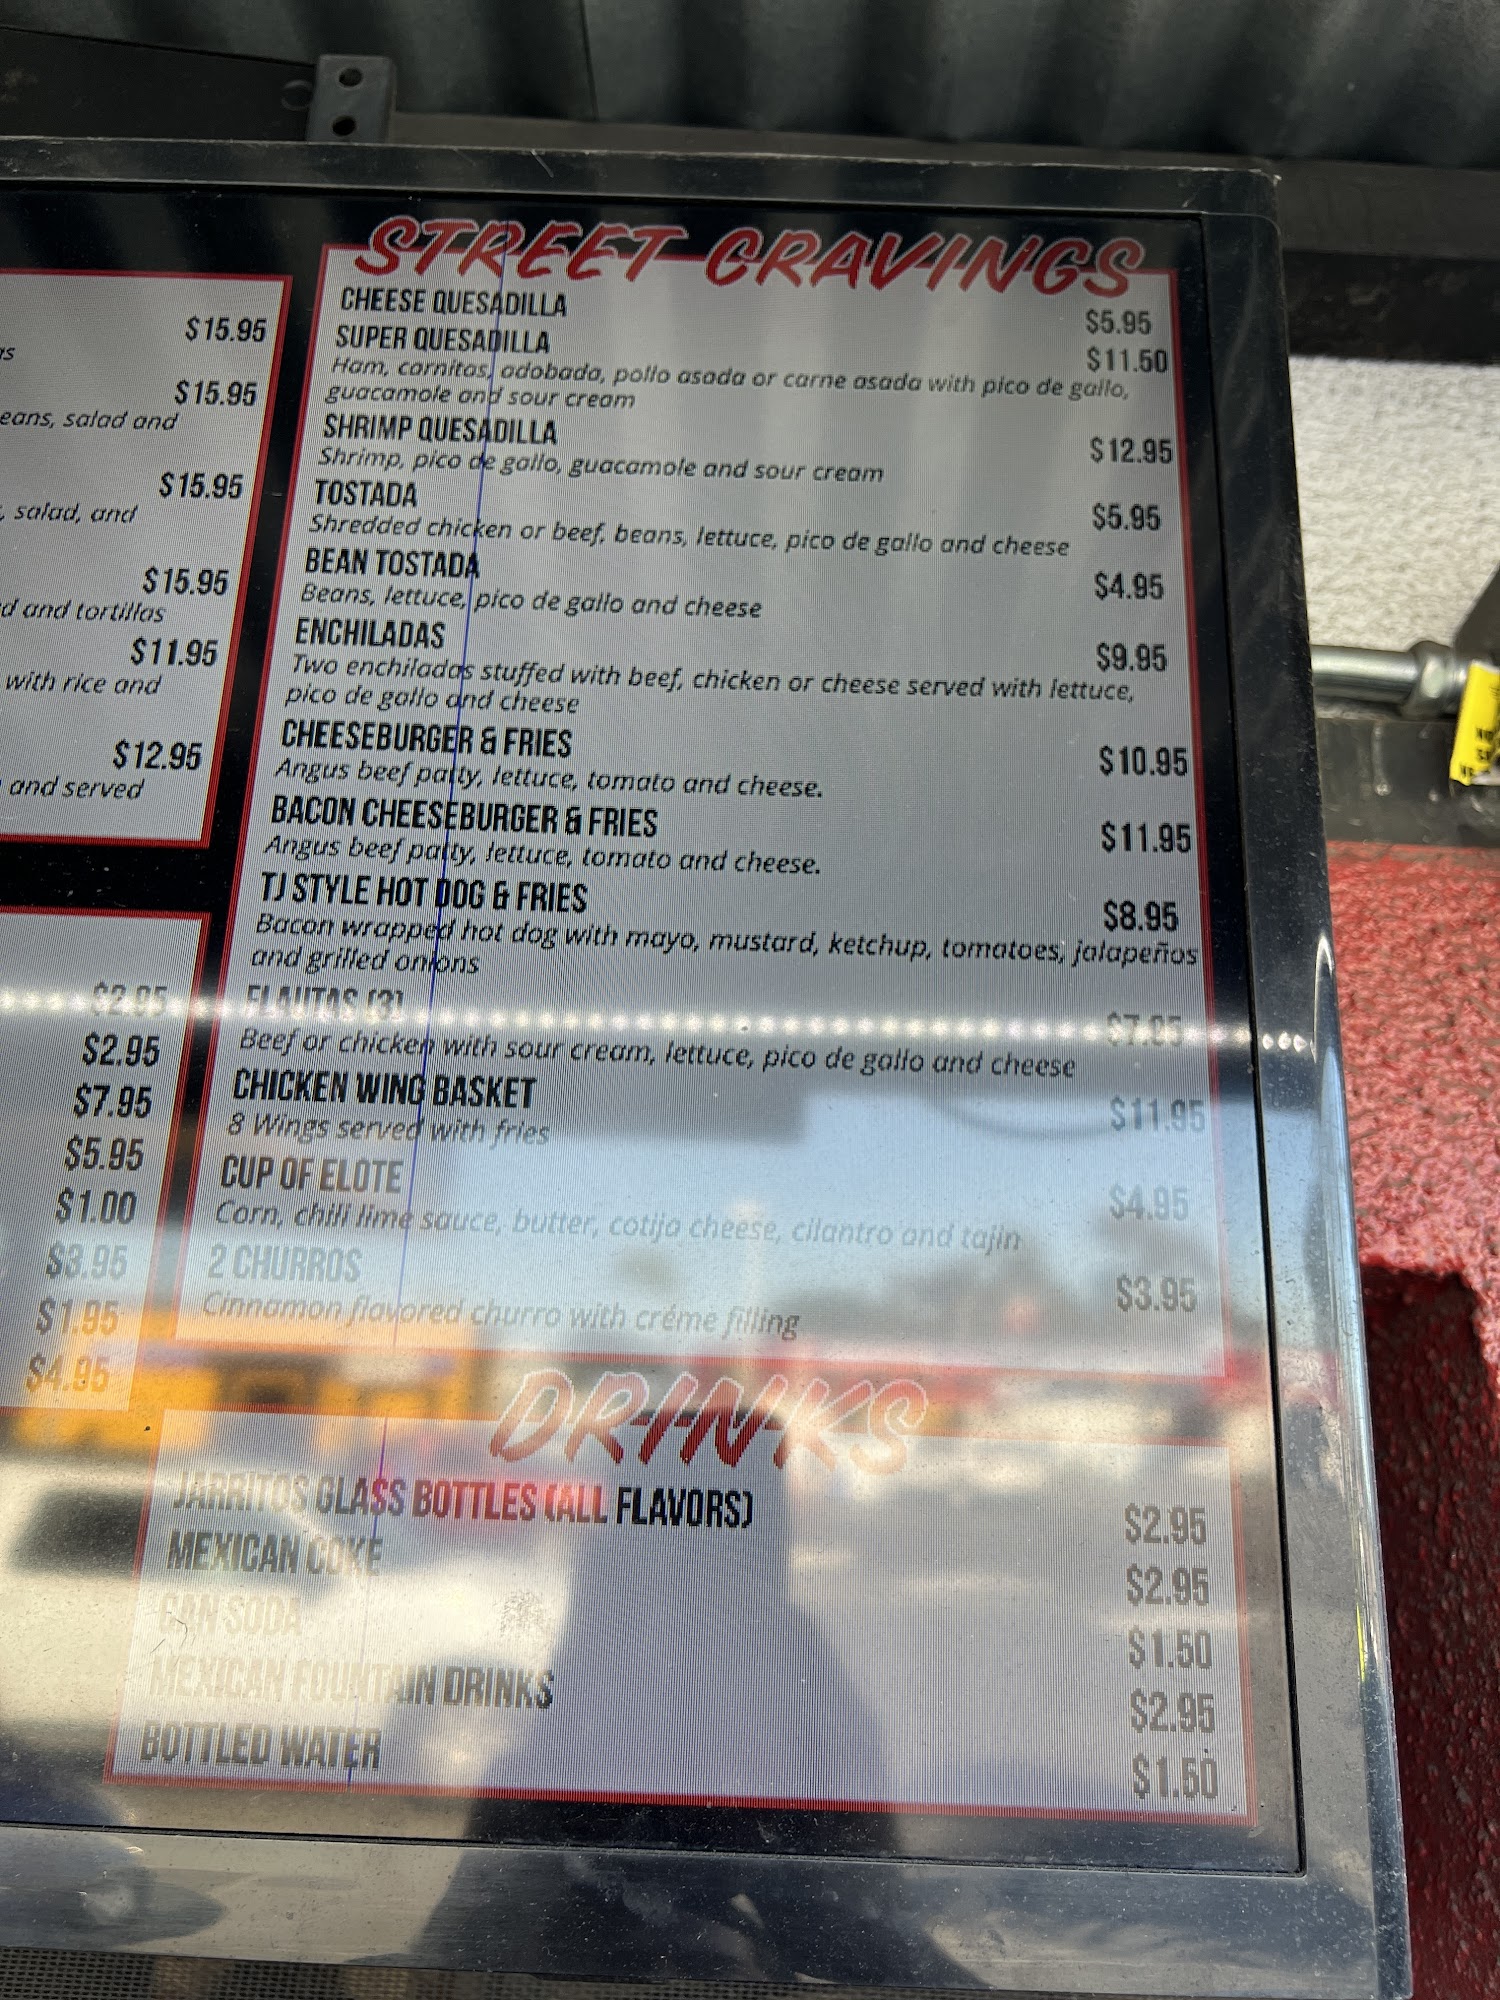 $15.95
$15.95
eans, salad and
$15.95
, salad, and
$15.95
d and tortillas
$11.95
with rice and
$12.95
and served
$2.95
$2.95
$7.95
$5.95
$1.00
$3.95
$1.95
$4.95
STREET CRAVINGS
CHEESE QUESADILLA $5.95
SUPER QUESADILLA $11.50
Ham, carnitas, adobada, pollo asada or carne asada with pico de gallo,
guacamole and sour cream
SHRIMP QUESADILLA $12.95
Shrimp, pico de gallo, guacamole and sour cream
TOSTADA $5.95
Shredded chicken or beef, beans, lettuce, pico de gallo and cheese
BEAN TOSTADA $4.95
Beans, lettuce, pico de gallo and cheese
ENCHILADAS $9.95
Two enchiladas stuffed with beef, chicken or cheese served with lettuce,
pico de gallo and cheese
CHEESEBURGER & FRIES $10.95
Angus beef patty, lettuce, tomato and cheese.
BACON CHEESEBURGER & FRIES $11.95
Angus beef patty, lettuce, tomato and cheese.
TJ STYLE HOT DOG & FRIES $8.95
Bacon wrapped hot dog with mayo, mustard, ketchup, tomatoes, jalapeños
and grilled onions
FLAUTAS (3) $7.95
Beef or chicken with sour cream, lettuce, pico de gallo and cheese
CHICKEN WING BASKET $11.95
8 Wings served with fries
CUP OF ELOTE $4.95
Corn, chili lime sauce, butter, cotija cheese, cilantro and tajin
2 CHURROS $3.95
Cinnamon flavored churro with créme filling
DRINKS
JARRITOS GLASS BOTTLES (ALL FLAVORS) $2.95
MEXICAN COKE $2.95
CAN SODA $1.50
MEXICAN FOUNTAIN DRINKS $2.95
BOTTLED WATER $1.50